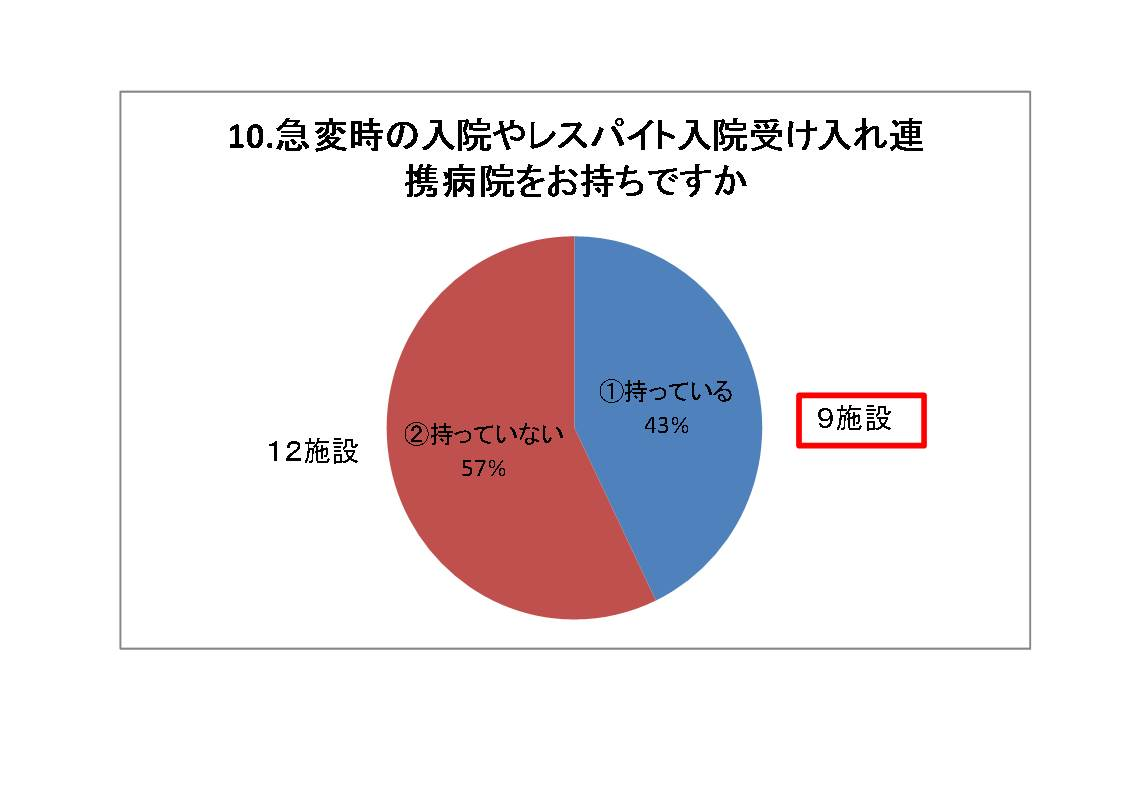 10.急変時の入院やレスパイト入院受け入れ連
携病院をお持ちですか
①持っている
43%
９施設
②持っていない
57%
１２施設